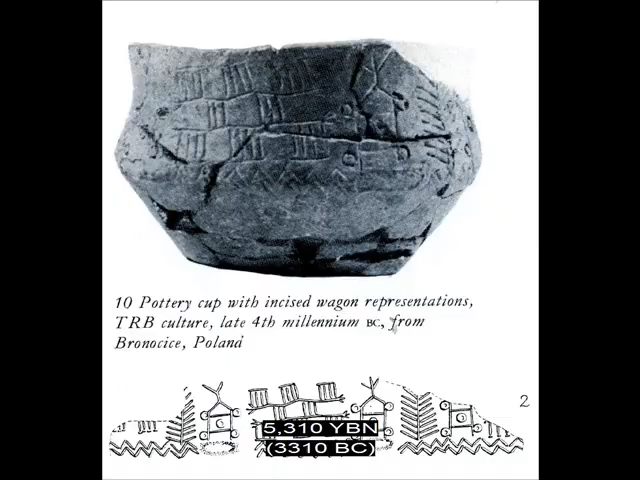 10 Pottery cup with incised wagon representations,
TRB culture, late 4th millennium BC, from
Bronocice, Poland
2
5,310 YBN
(3310 BC)